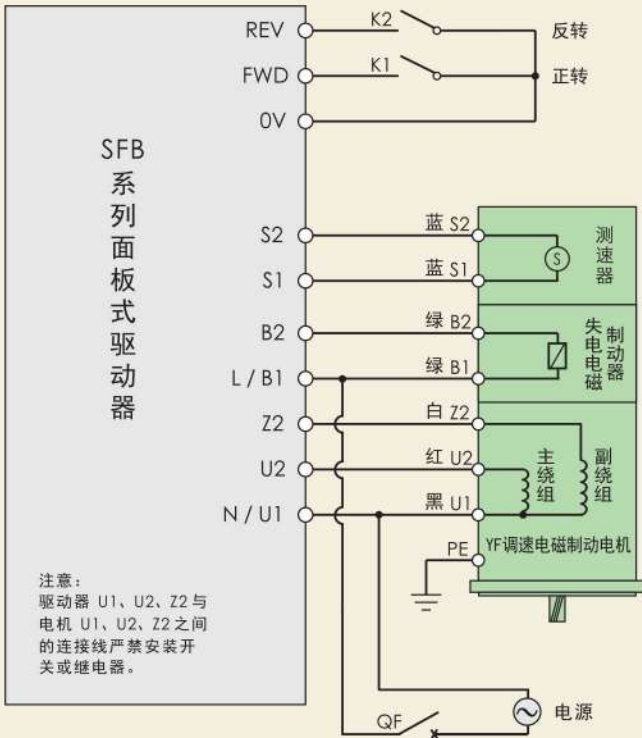 REV
K2
反转
FWD
K1
正转
0V
SFB
系列面板式驱动器
S2
蓝 S2
S1
蓝 S1
测速器
S
B2
绿 B2
L / B1
绿 B1
失电电磁
制动器
Z2
白 Z2
U2
红 U2
N / U1
黑 U1
主绕组
副绕组
PE
YF调速电磁制动电机
注意：
驱动器 U1、U2、Z2 与
电机 U1、U2、Z2 之间
的连接线严禁安装开
关或继电器。
QF
电源